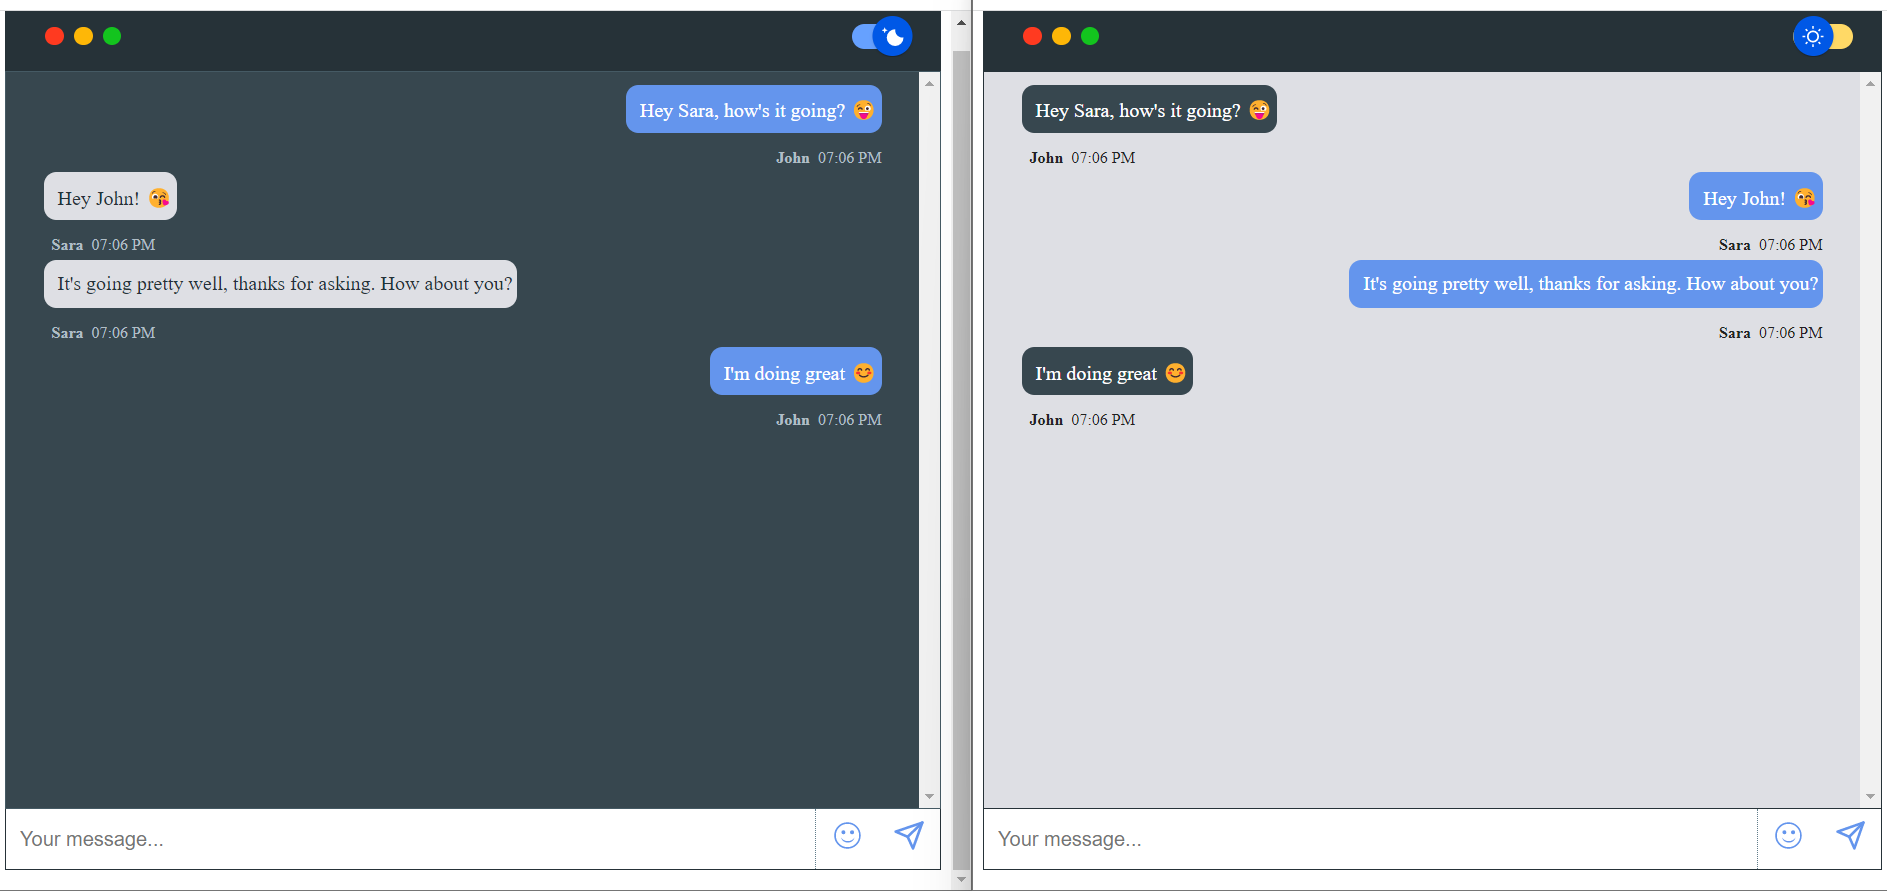 Hey Sara, how's it going? 😜
John 07:06 PM
Hey John! 😘
Sara 07:06 PM
It's going pretty well, thanks for asking. How about you?
Sara 07:06 PM
I'm doing great 😊
John 07:06 PM
Your message...
Hey Sara, how's it going? 😜
John 07:06 PM
Hey John! 😘
Sara 07:06 PM
It's going pretty well, thanks for asking. How about you?
Sara 07:06 PM
I'm doing great 😊
John 07:06 PM
Your message...